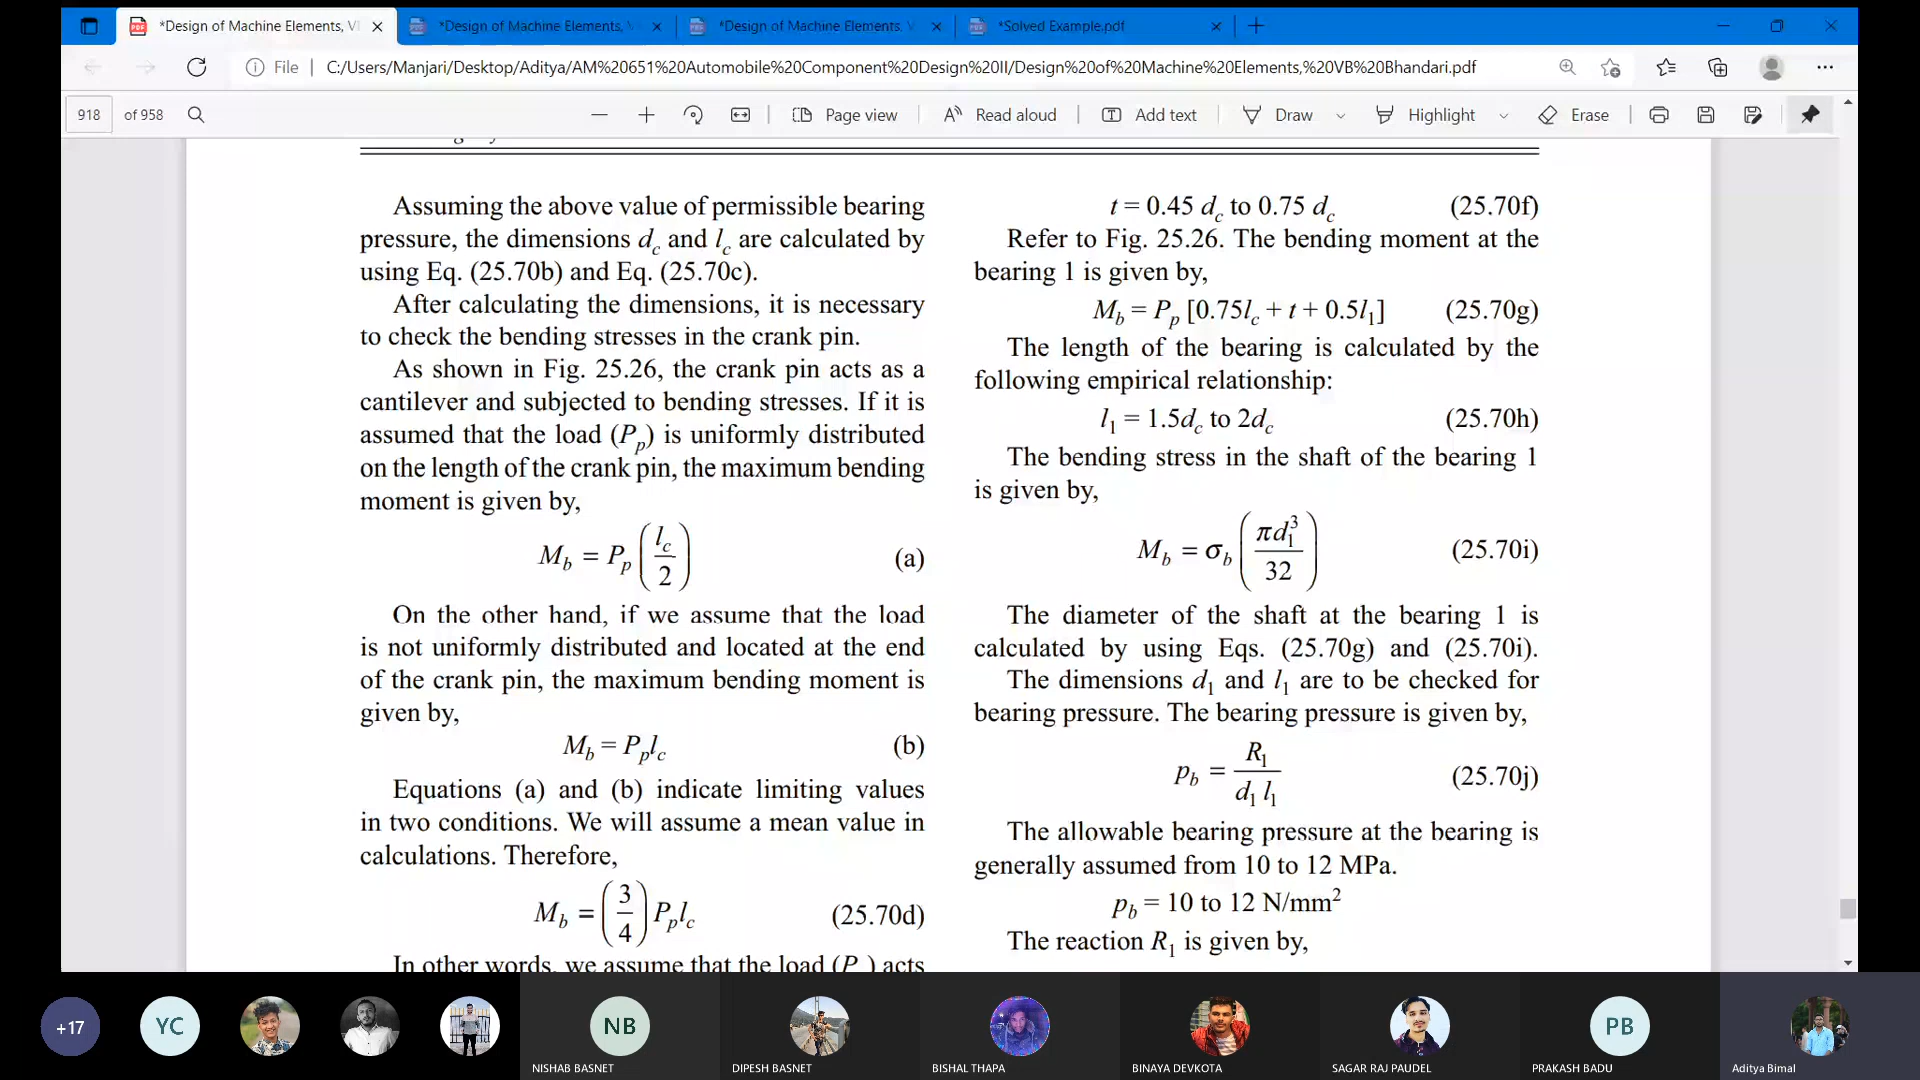 *Design of Machine Elements, VI
*Design of Machine Elements, V
*Design of Machine Elements, V
*Solved Example.pdf
File
C:/Users/Manjari/Desktop/Aditya/AM%20651%20Automobile%20Component%20Design%20II/Design%20of%20Machine%20Elements,%20VB%20Bhandari.pdf
918 of 958
Page view
Read aloud
Add text
Draw
Highlight
Erase
Assuming the above value of permissible bearing
pressure, the dimensions d_c and l_c are calculated by
using Eq. (25.70b) and Eq. (25.70c).
After calculating the dimensions, it is necessary
to check the bending stresses in the crank pin.
As shown in Fig. 25.26, the crank pin acts as a
cantilever and subjected to bending stresses. If it is
assumed that the load (P_p) is uniformly distributed
on the length of the crank pin, the maximum bending
moment is given by,
M_b = P_p (l_c/2) (a)
On the other hand, if we assume that the load
is not uniformly distributed and located at the end
of the crank pin, the maximum bending moment is
given by,
M_b = P_p l_c (b)
Equations (a) and (b) indicate limiting values
in two conditions. We will assume a mean value in
calculations. Therefore,
M_b = (3/4) P_p l_c (25.70d)
In other words, we assume that the load (P_p) acts
t = 0.45 d_c to 0.75 d_c (25.70f)
Refer to Fig. 25.26. The bending moment at the
bearing 1 is given by,
M_b = P_p [0.75l_c + t + 0.5l_1] (25.70g)
The length of the bearing is calculated by the
following empirical relationship:
l_1 = 1.5d_c to 2d_c (25.70h)
The bending stress in the shaft of the bearing 1
is given by,
M_b = σ_b (πd_1^3/32) (25.70i)
The diameter of the shaft at the bearing 1 is
calculated by using Eqs. (25.70g) and (25.70i).
The dimensions d_1 and l_1 are to be checked for
bearing pressure. The bearing pressure is given by,
p_b = R_1/(d_1 l_1) (25.70j)
The allowable bearing pressure at the bearing is
generally assumed from 10 to 12 MPa.
p_b = 10 to 12 N/mm²
The reaction R_1 is given by,
+17
YC
NB
PB
NISHAB BASNET
DIPESH BASNET
BISHAL THAPA
BINAYA DEVKOTA
SAGAR RAJ PAUDEL
PRAKASH BADU
Aditya Bimal